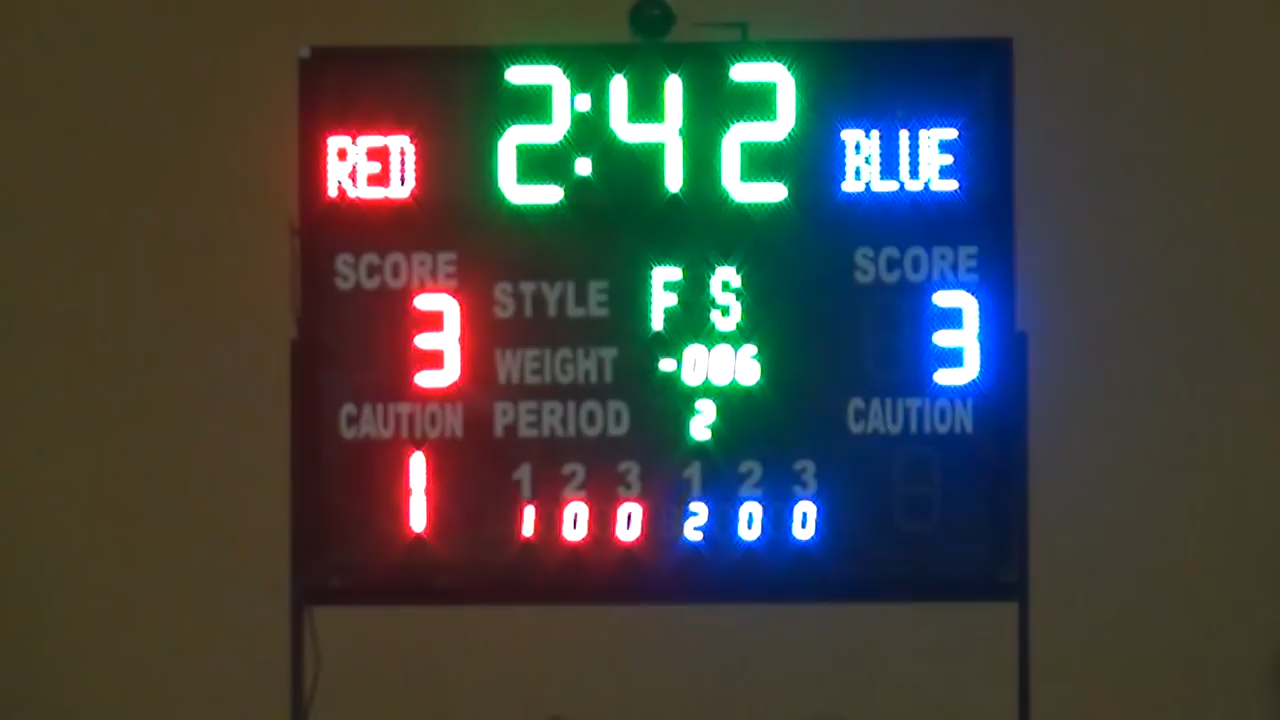 2:42
RED BLUE
SCORE SCORE
3 3
STYLE F S
WEIGHT -006
PERIOD 2
CAUTION CAUTION
1
1 2 3 1 2 3
1 0 0 2 0 0